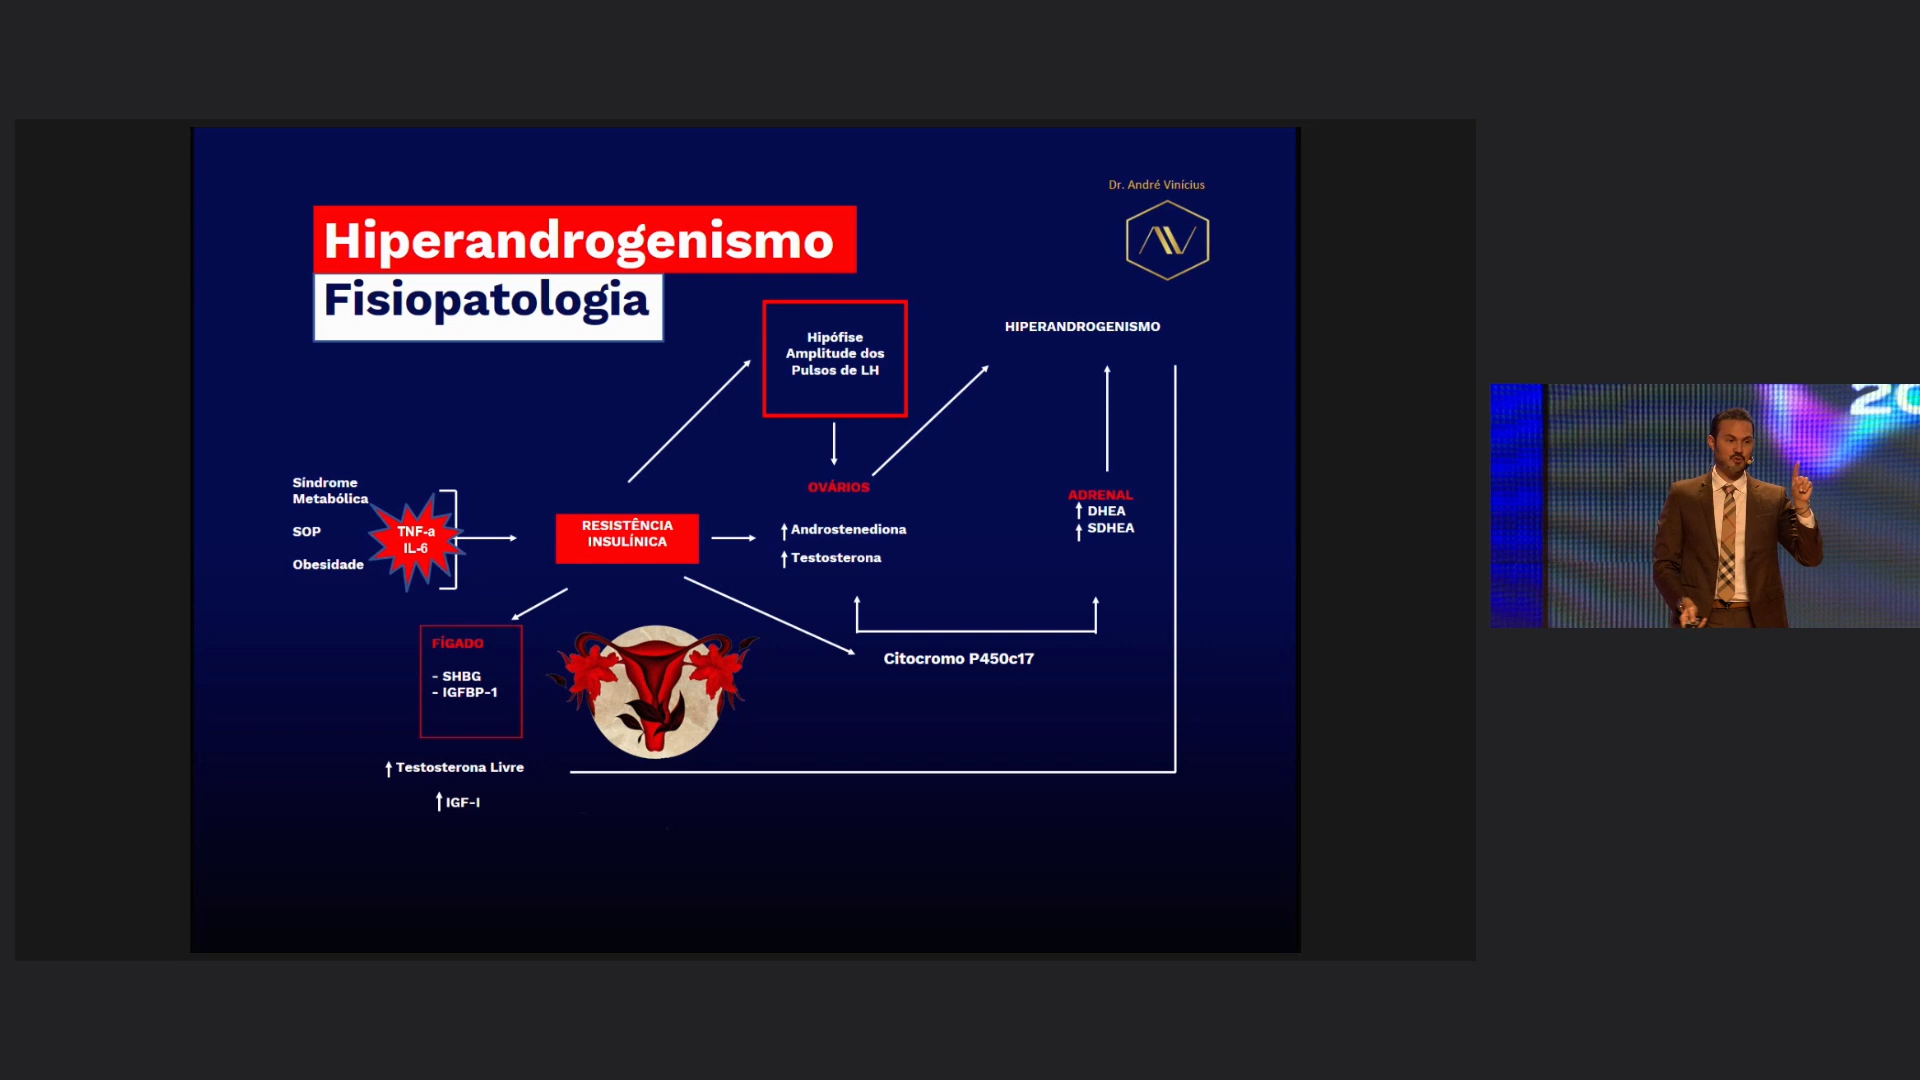 Dr. André Vinícius
Hiperandrogenismo
Fisiopatologia
Hipófise
Amplitude dos
Pulsos de LH
HIPERANDROGENISMO
Síndrome
Metabólica
SOP
Obesidade
TNF-a
IL-6
RESISTÊNCIA
INSULÍNICA
OVÁRIOS
Androstenediona
Testosterona
ADRENAL
DHEA
SDHEA
FÍGADO
- SHBG
- IGFBP-1
Citocromo P450c17
Testosterona Livre
IGF-I
20